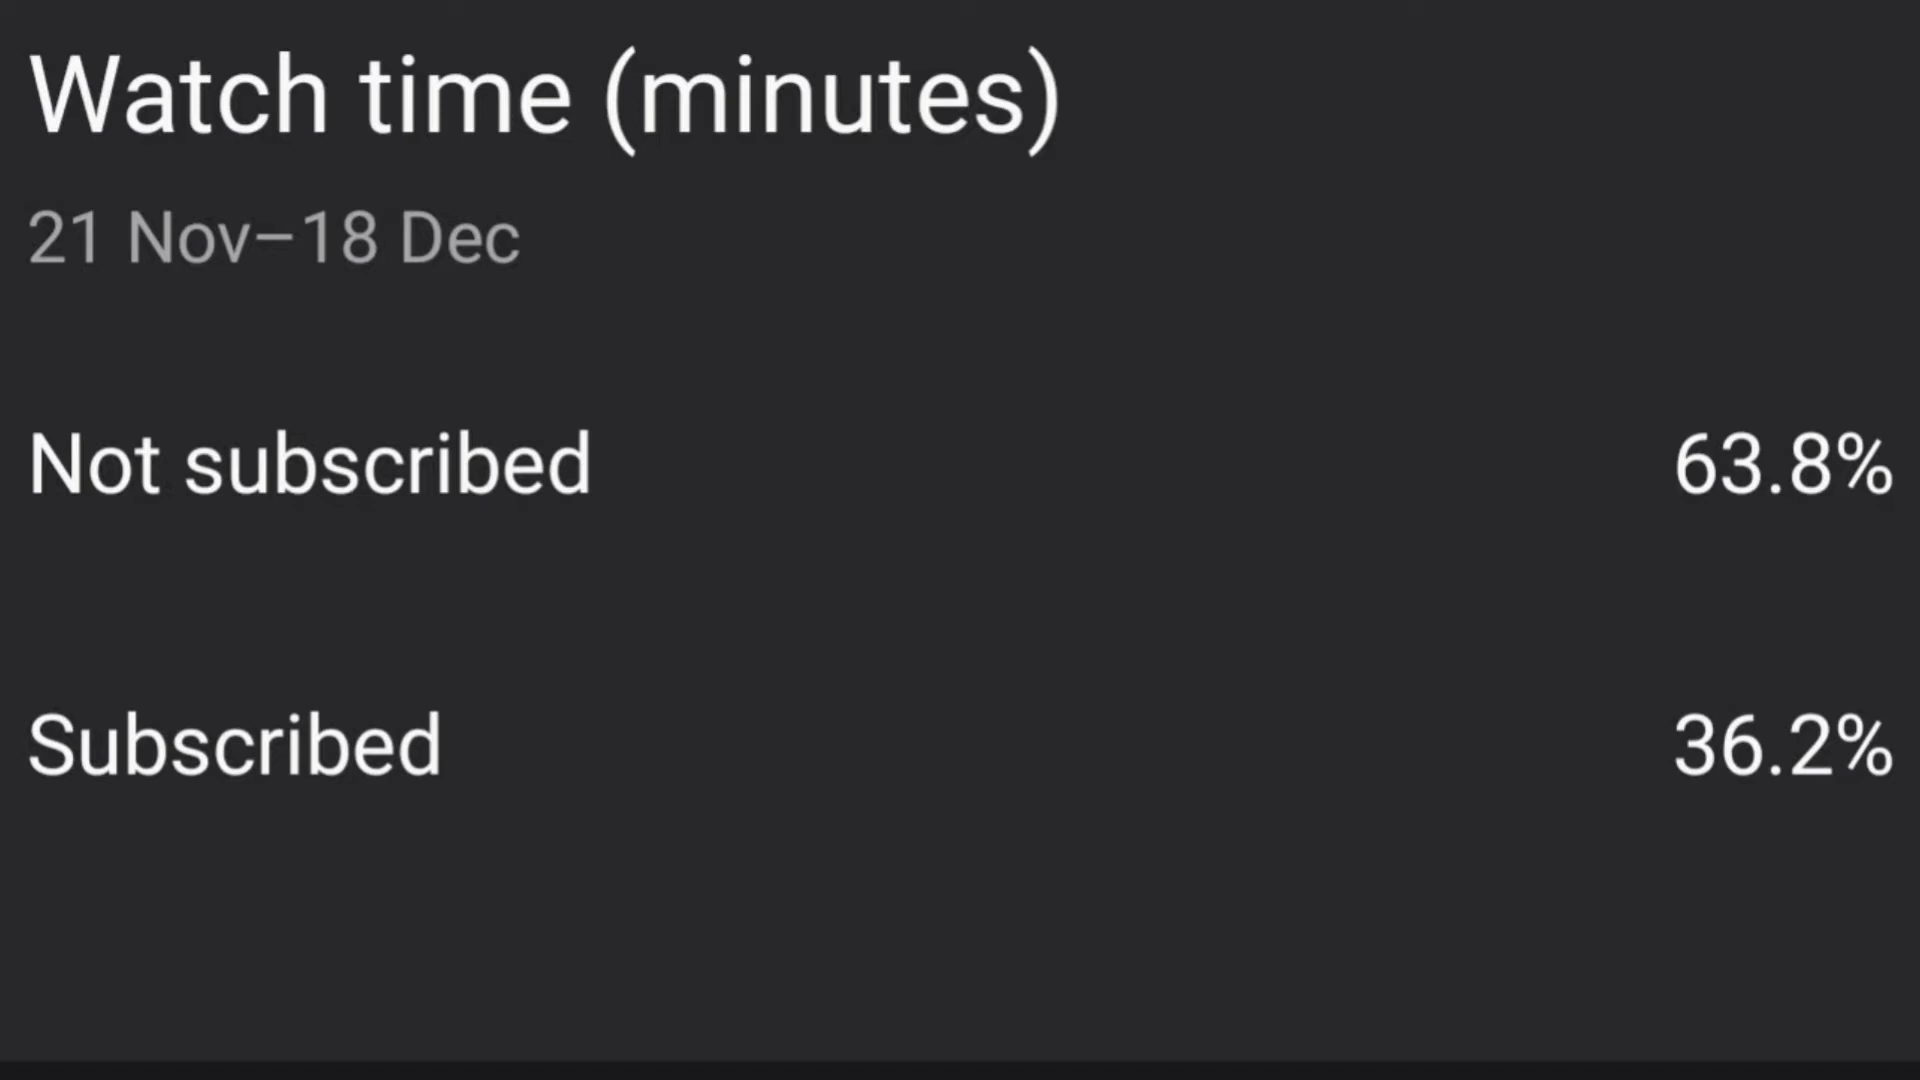 Watch time (minutes)
21 Nov–18 Dec
Not subscribed 63.8%
Subscribed 36.2%